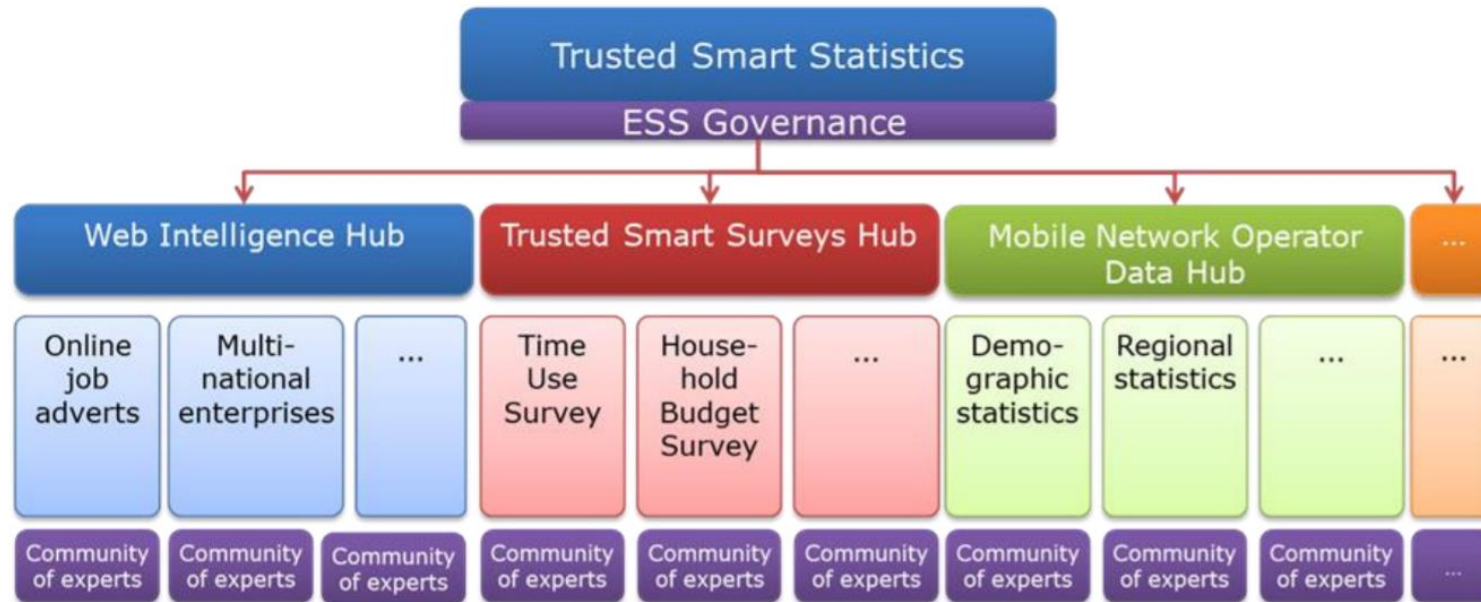 Trusted Smart Statistics
ESS Governance
Web Intelligence Hub
Trusted Smart Surveys Hub
Mobile Network Operator
Data Hub
...
Online
job
adverts
Multi-
national
enterprises
...
Time
Use
Survey
House-
hold
Budget
Survey
...
Demo-
graphic
statistics
Regional
statistics
...
...
Community
of experts
Community
of experts
Community
of experts
Community
of experts
Community
of experts
Community
of experts
Community
of experts
Community
of experts
Community
of experts
...